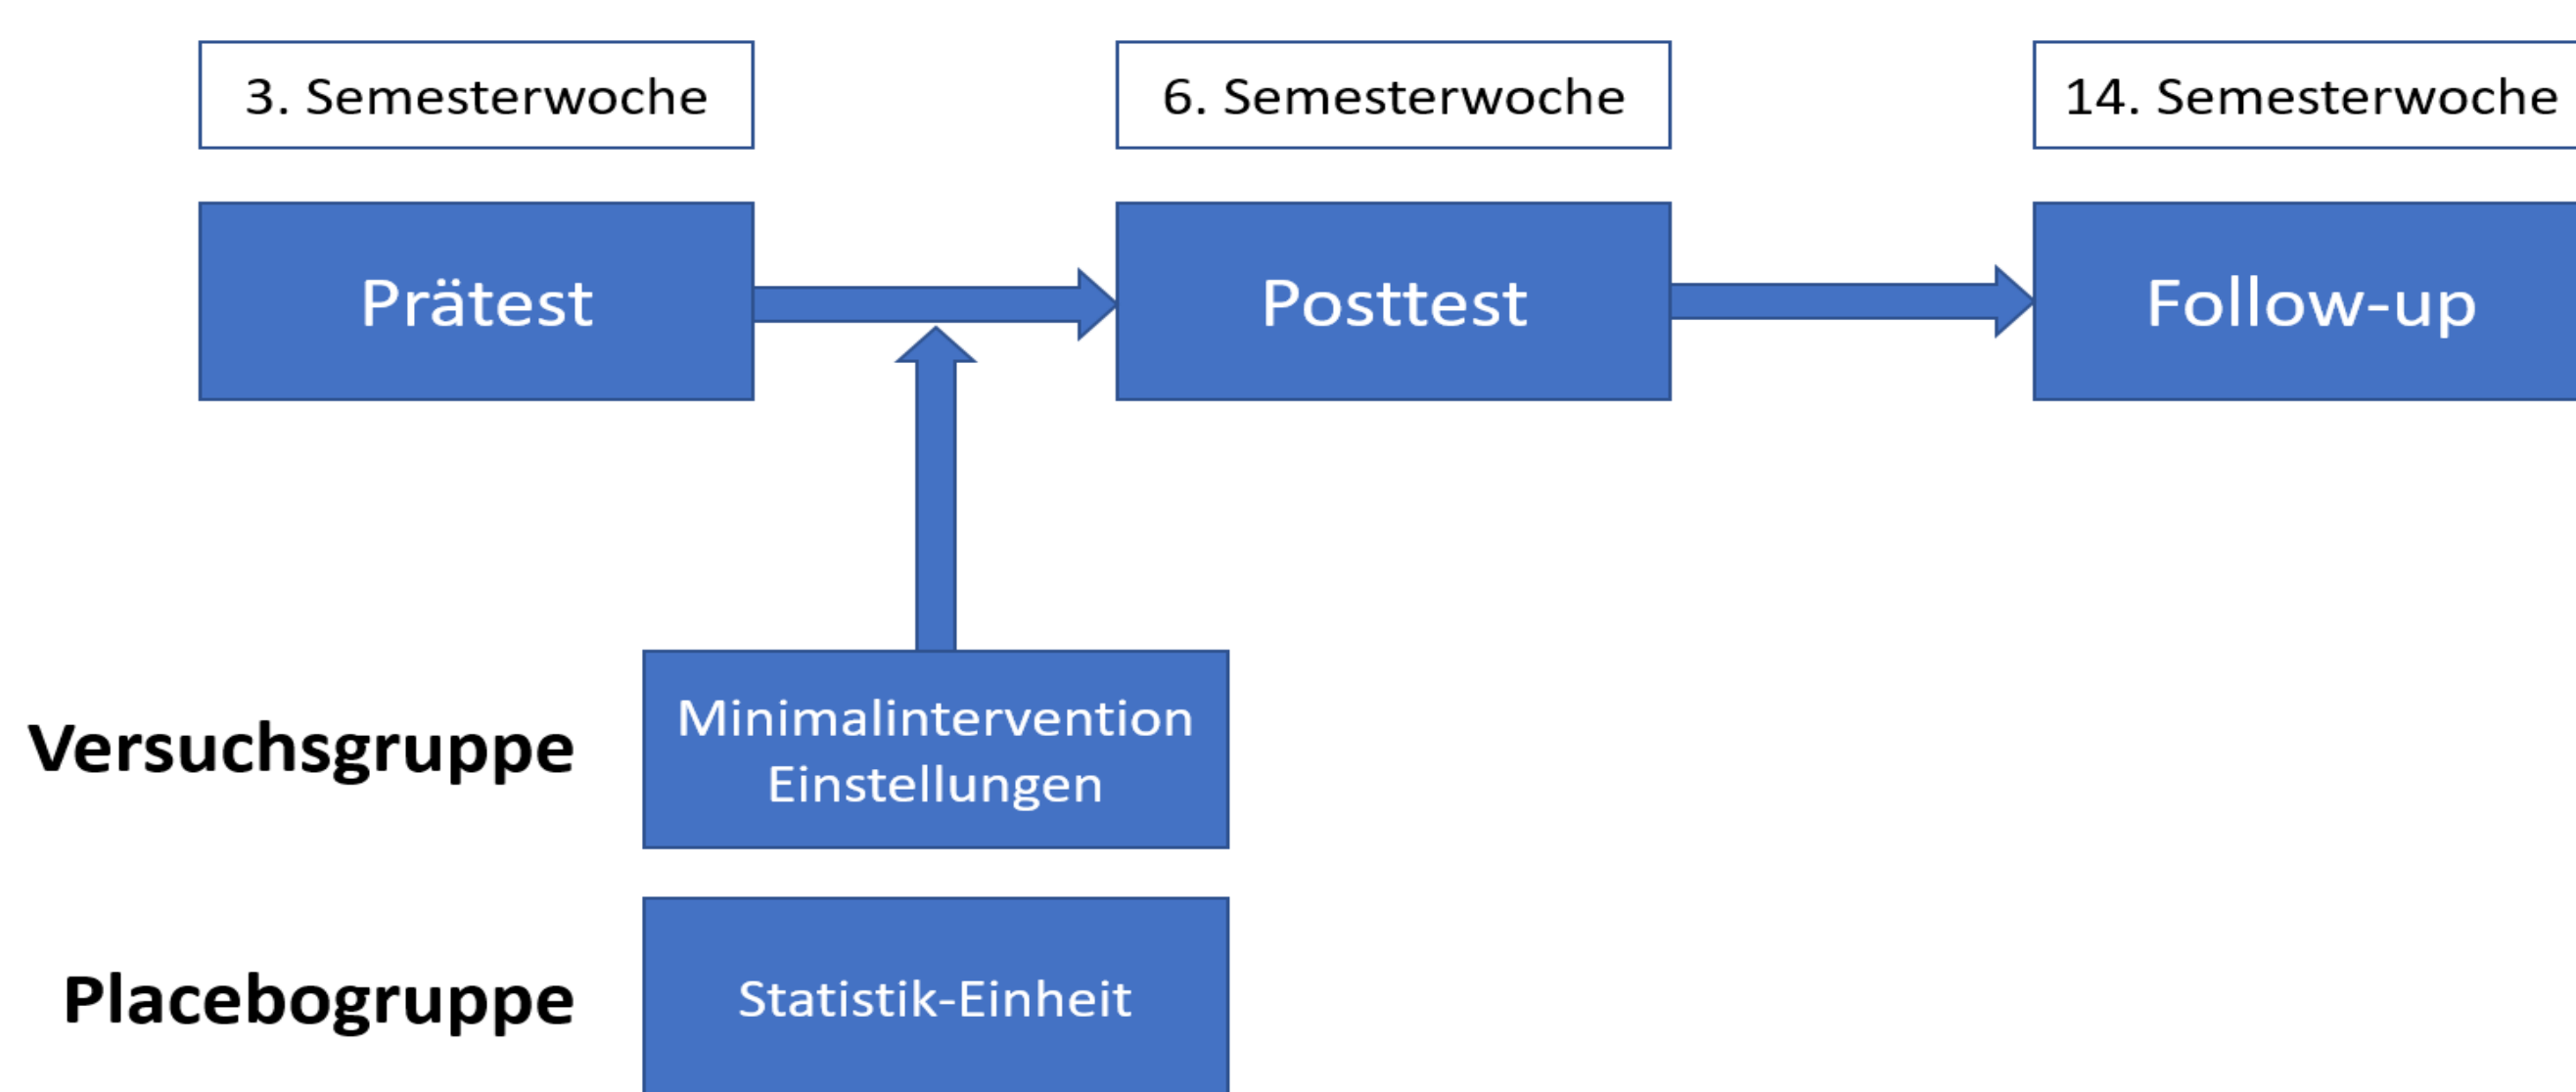 3. Semesterwoche
6. Semesterwoche
14. Semesterwoche
Prätest
Posttest
Follow-up
Versuchsgruppe
Minimalintervention
Einstellungen
Placebogruppe
Statistik-Einheit